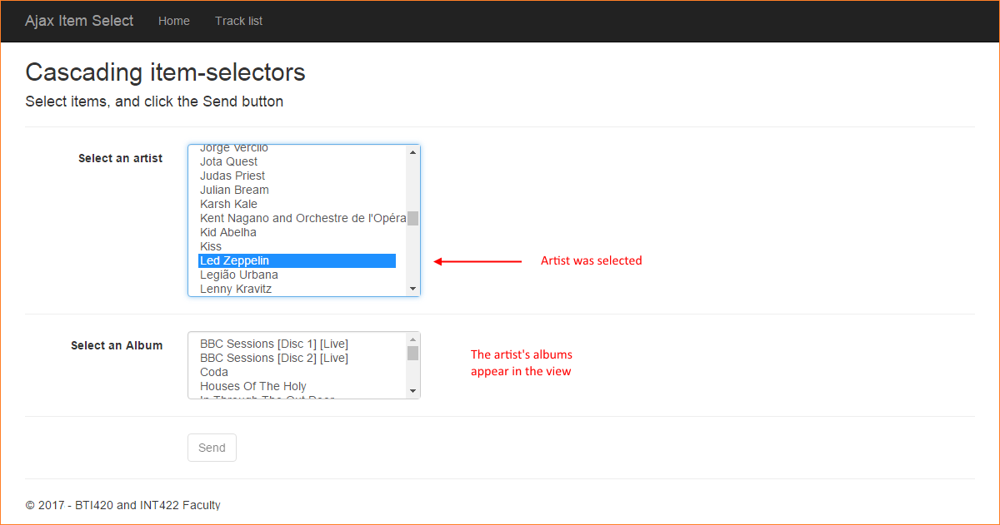 Ajax Item Select Home Track list
Cascading item-selectors
Select items, and click the Send button
Select an artist
Jorge Vercilo
Jota Quest
Judas Priest
Julian Bream
Karsh Kale
Kent Nagano and Orchestre de l'Opéra
Kid Abelha
Kiss
Led Zeppelin
Artist was selected
Legião Urbana
Lenny Kravitz
Select an Album
BBC Sessions [Disc 1] [Live]
BBC Sessions [Disc 2] [Live]
Coda
Houses Of The Holy
In Through The Out Door
The artist's albums
appear in the view
Send
© 2017 - BTI420 and INT422 Faculty